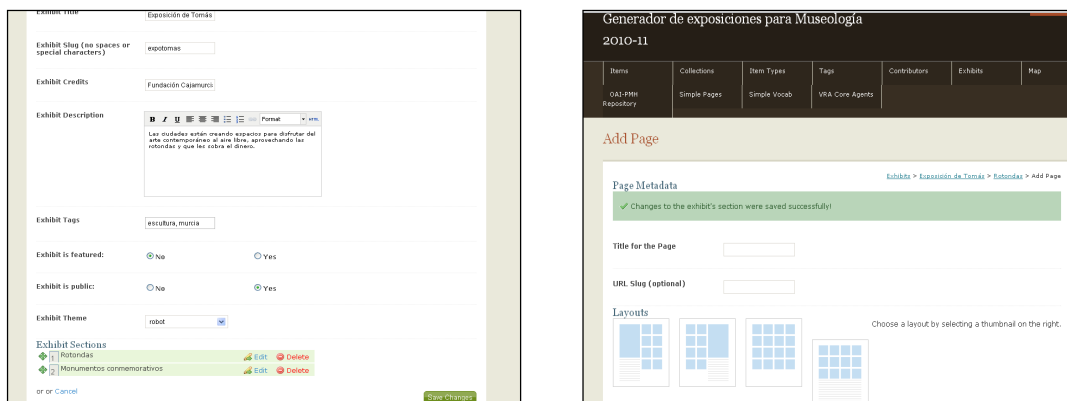 Exhibit Title
Exposición de Tomás
Exhibit Slug (no spaces or
special characters)
expotomas
Exhibit Credits
Fundación Cajamurci
Exhibit Description
B I U Format HTML
Las ciudades están creando espacios para disfrutar del
arte contemporáneo al aire libre, aprovechando las
rotondas y que les sobra el dinero.
Exhibit Tags
escultura, murcia
Exhibit is featured:
No Yes
Exhibit is public:
No Yes
Exhibit Theme
robot
Exhibit Sections
1 Rotondas Edit Delete
2 Monumentos conmemorativos Edit Delete
or or Cancel
Save Changes
Generador de exposiciones para Museología
2010-11
Items Collections Item Types Tags Contributors Exhibits Map
OAI-PMH
Repository
Simple Pages Simple Vocab VRA Core Agents
Add Page
Exhibits > Exposición de Tomás > Rotondas > Add Page
Page Metadata
Changes to the exhibit's section were saved successfully!
Title for the Page
URL Slug (optional)
Layouts
Choose a layout by selecting a thumbnail on the right.